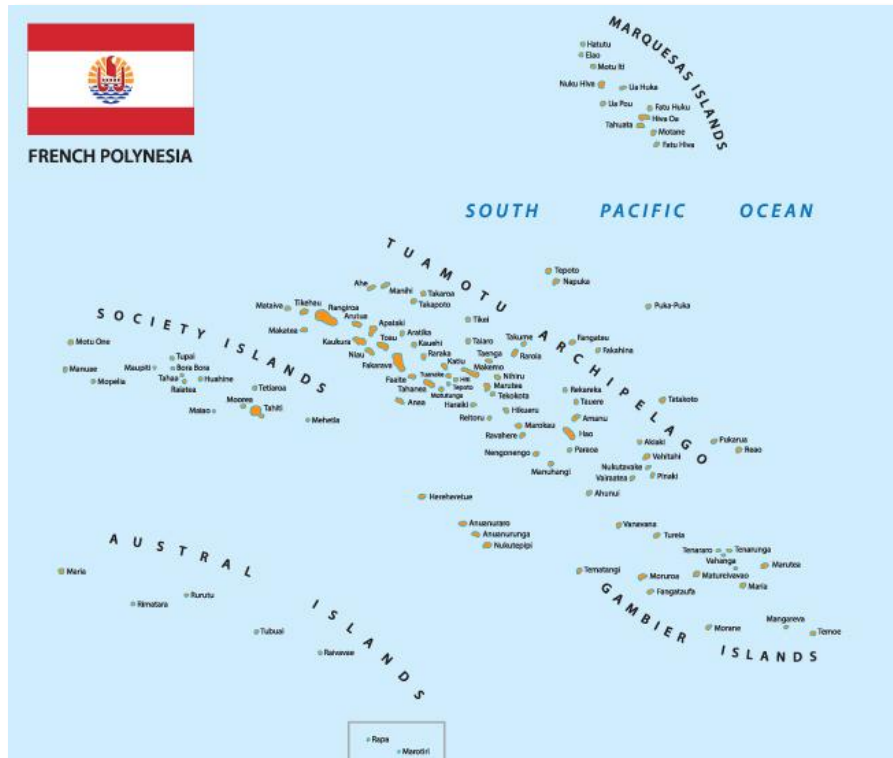 FRENCH POLYNESIA
MARQUESAS ISLANDS
Hatutu
Eiao
Motu Iti
Nuku Hiva
Ua Huka
Ua Pou
Fatu Huku
Hiva Oa
Tahuata
Motane
Fatu Hiva
SOUTH PACIFIC OCEAN
TUAMOTU ARCHIPELAGO
Tepoto
Napuka
Puka-Puka
Ahe
Manihi
Takaroa
Takapoto
Mataiva
Tikehau
Rangiroa
Arutua
Apataki
Makatea
Kaukura
Toau
Aratika
Kauehi
Niau
Fakarava
Raraka
Tikei
Taiaro
Takume
Raroia
Fangatau
Fakahina
Taenga
Katiu
Makemo
Tuanake
Hiti
Nihiru
Faaite
Tahanea
Tepoto
Motutunga
Marutea
Tekokota
Anaa
Haraiki
Hikueru
Reitoru
Marokau
Ravahere
Rekareka
Tauere
Tatakoto
Amanu
Hao
Nengonengo
Paraoa
Manuhangi
Akiaki
Vahitahi
Pukarua
Reao
Nukutavake
Vairaatea
Pinaki
Ahunui
SOCIETY ISLANDS
Motu One
Manuae
Maupiti
Tupai
Bora Bora
Mopelia
Tahaa
Huahine
Raiatea
Tetiaroa
Moorea
Maiao
Tahiti
Mehetia
Hereheretue
Anuanuraro
Anuanurunga
Nukutepipi
Vanavana
Tureia
Tenararo
Tenarunga
Vahanga
Marutea
Tematangi
Moruroa
Matureivavao
Maria
Fangataufa
Mangareva
Morane
Temoe
GAMBIER ISLANDS
AUSTRAL ISLANDS
Maria
Rimatara
Rurutu
Tubuai
Raivavae
Rapa
Marotiri